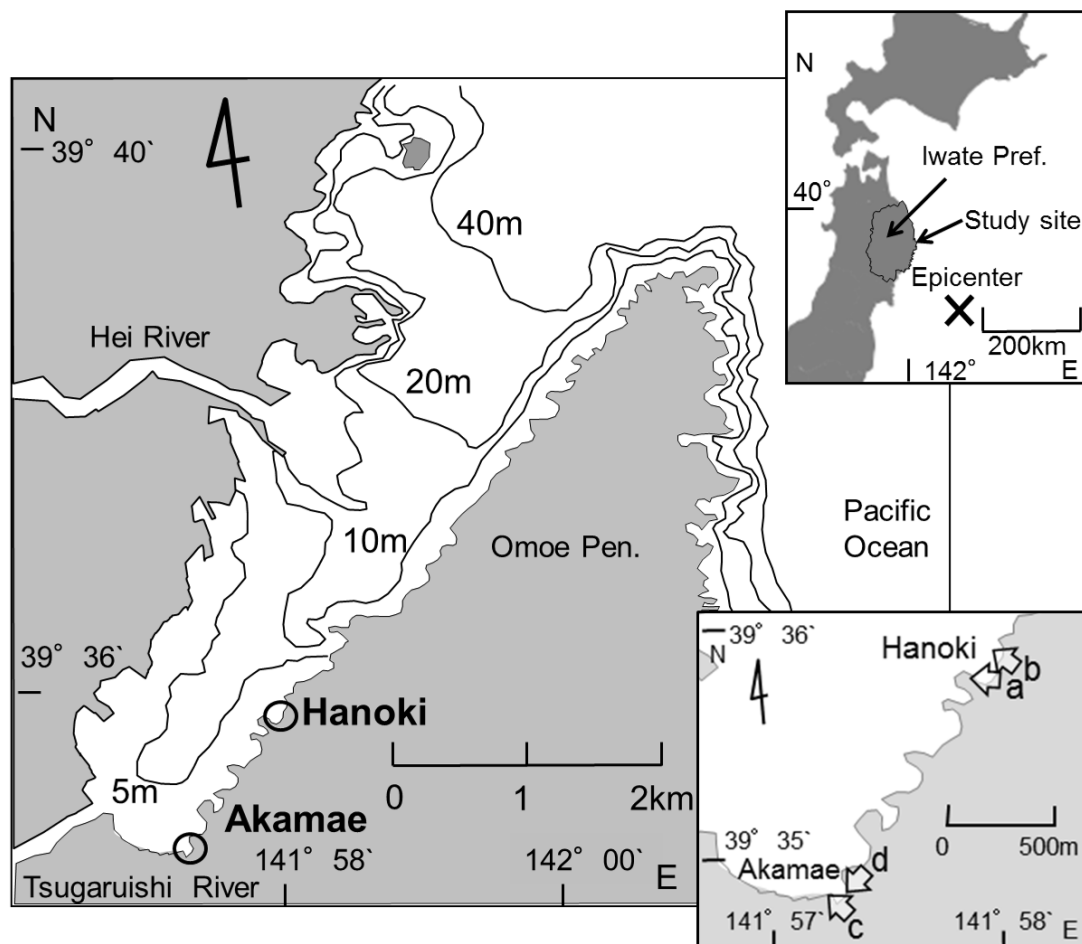 N
39° 40`
40m
Hei River
20m
10m
Omoe Pen.
Pacific
Ocean
39° 36`
Hanoki
5m
0 1 2km
Akamae
141° 58`
142° 00`
E
Tsugaruishi River
N
Iwate Pref.
40°
Study site
Epicenter
200km
142°
E
39° 36`
N
Hanoki
b
a
39° 35`
0 500m
Akamae
d
c
141° 57`
141° 58`
E